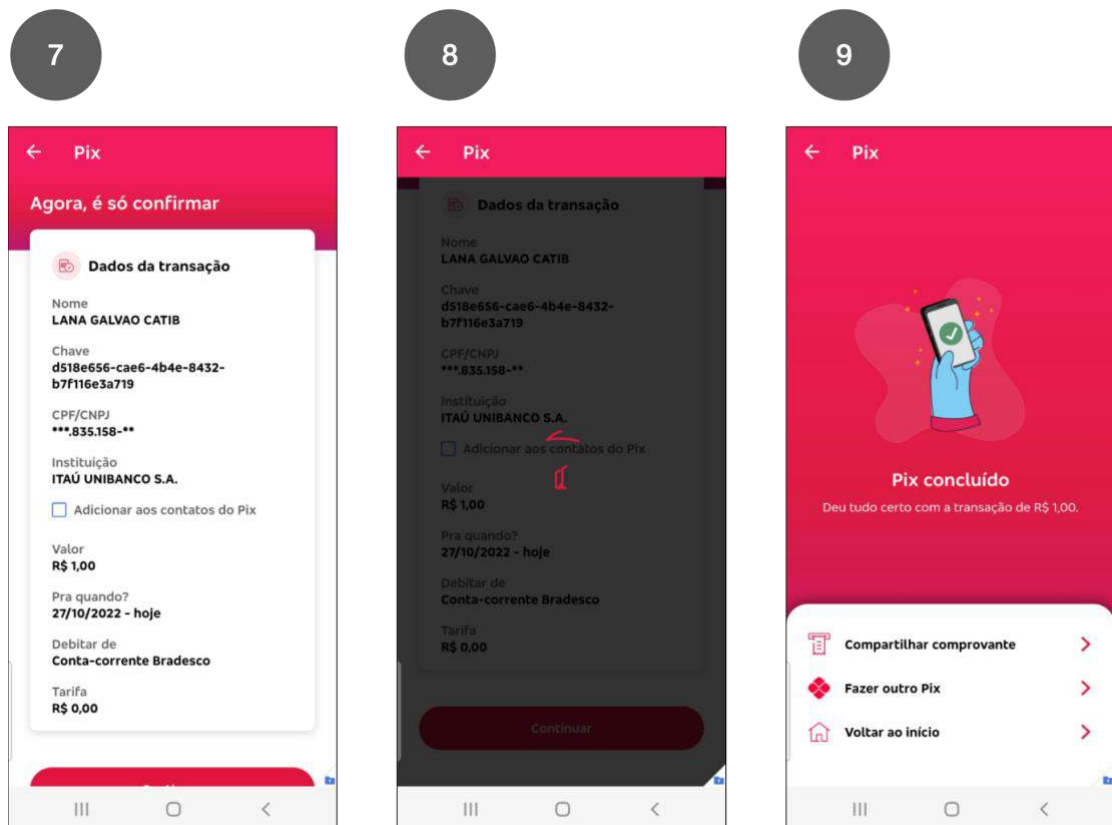 7
8
9
Pix
Agora, é só confirmar
Dados da transação
Nome
LANA GALVAO CATIB
Chave
d518e656-cae6-4b4e-8432-
b7f116e3a719
CPF/CNPJ
***.835.158-**
Instituição
ITAÚ UNIBANCO S.A.
Adicionar aos contatos do Pix
Valor
R$ 1,00
Pra quando?
27/10/2022 - hoje
Debitar de
Conta-corrente Bradesco
Tarifa
R$ 0,00
Pix
Dados da transação
Nome
LANA GALVAO CATIB
Chave
d518e656-cae6-4b4e-8432-
b7f116e3a719
CPF/CNPJ
***.835.158-**
Instituição
ITAÚ UNIBANCO S.A.
Adicionar aos contatos do Pix
Valor
R$ 1,00
Pra quando?
27/10/2022 - hoje
Debitar de
Conta-corrente Bradesco
Tarifa
R$ 0,00
Continuar
Pix
Pix concluído
Deu tudo certo com a transação de R$ 1,00.
Compartilhar comprovante
Fazer outro Pix
Voltar ao início